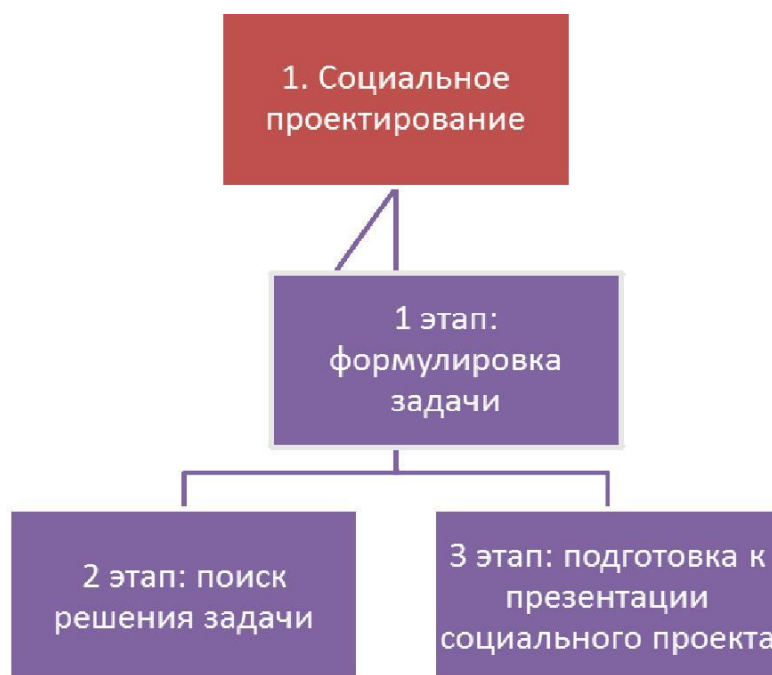 1. Социальное
проектирование
1 этап:
формулировка
задачи
2 этап: поиск
решения задачи
3 этап: подготовка к
презентации
социального проекта